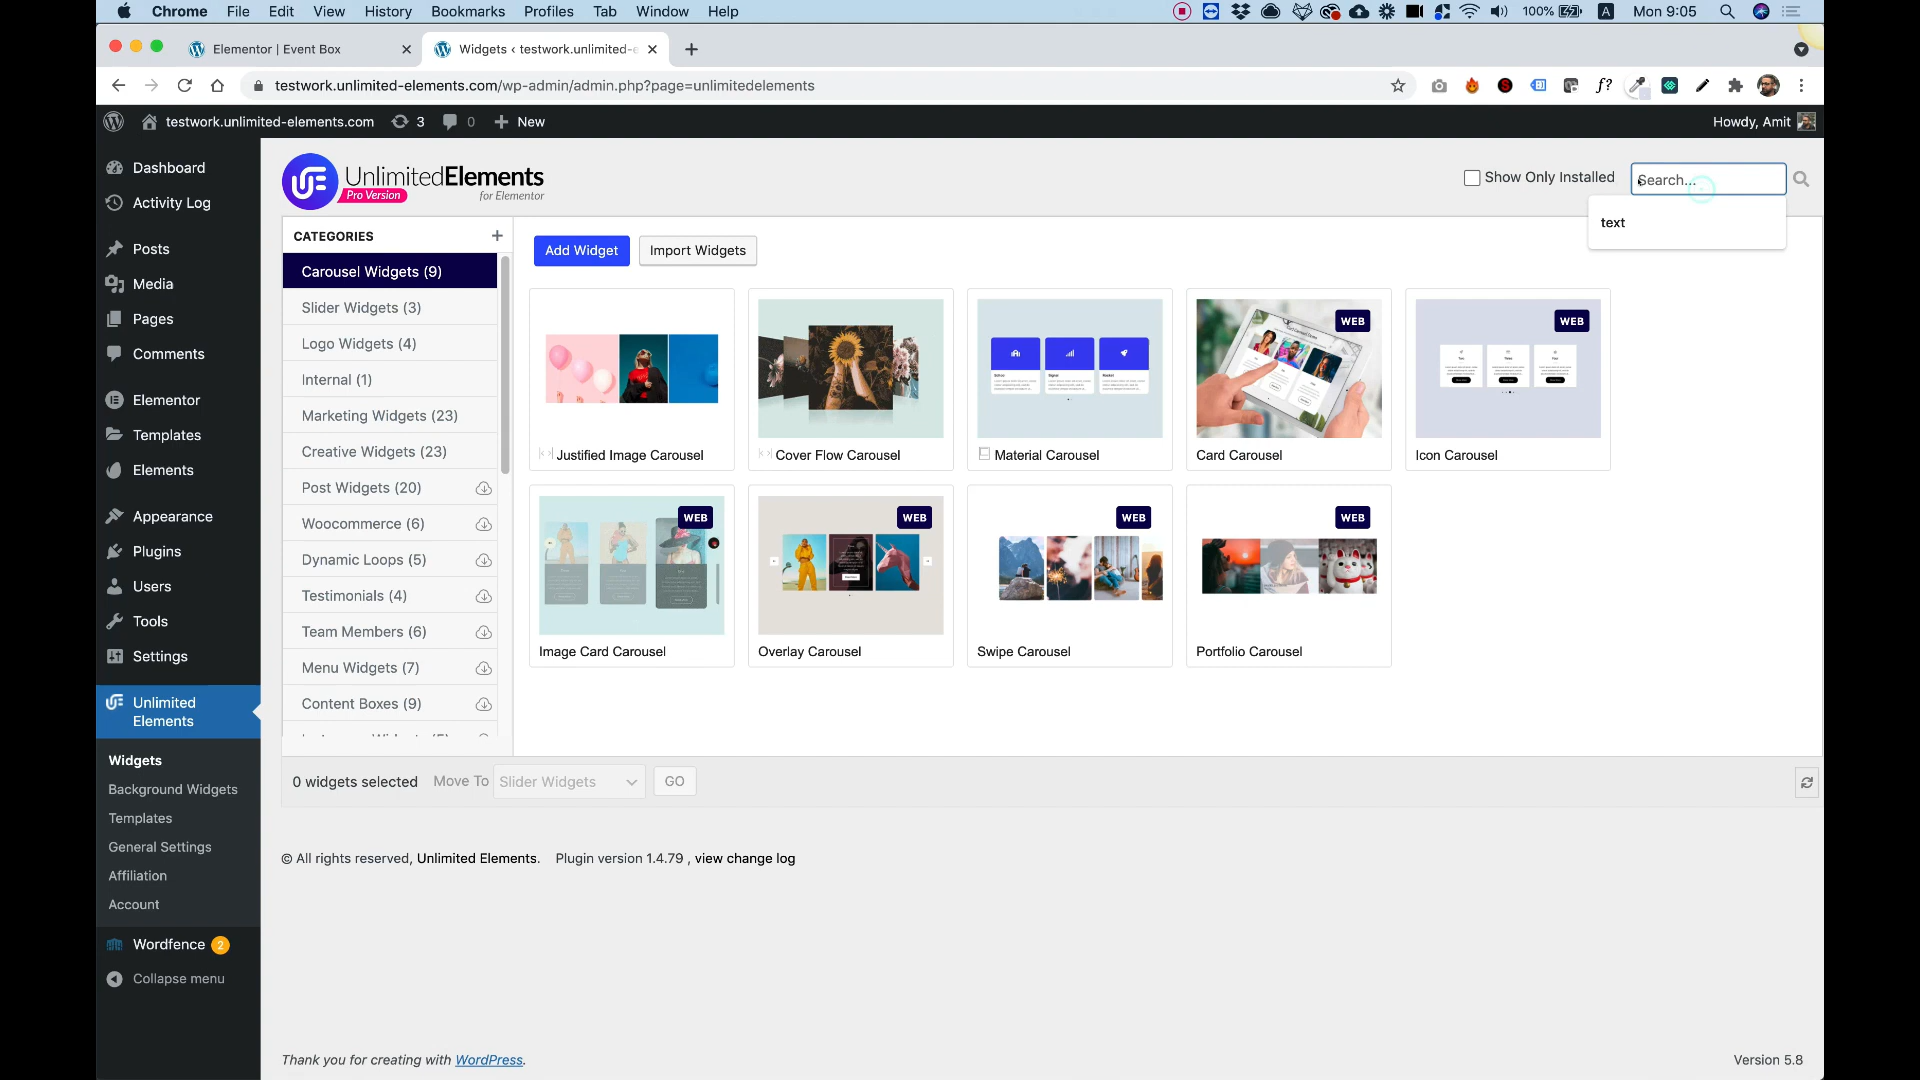 Chrome File Edit View History Bookmarks Profiles Tab Window Help 100% A Mon 9:05
Elementor | Event Box
Widgets ‹ testwork.unlimited-e
testwork.unlimited-elements.com/wp-admin/admin.php?page=unlimitedelements
f?
testwork.unlimited-elements.com 3 0 New
Howdy, Amit
Dashboard
Activity Log
Posts
Media
Pages
Comments
Elementor
Templates
Elements
Appearance
Plugins
Users
Tools
Settings
Unlimited
Elements
Widgets
Background Widgets
Templates
General Settings
Affiliation
Account
Wordfence 2
Collapse menu
UnlimitedElements
Pro Version
for Elementor
Show Only Installed
Search...
text
CATEGORIES +
Carousel Widgets (9)
Slider Widgets (3)
Logo Widgets (4)
Internal (1)
Marketing Widgets (23)
Creative Widgets (23)
Post Widgets (20)
Woocommerce (6)
Dynamic Loops (5)
Testimonials (4)
Team Members (6)
Menu Widgets (7)
Content Boxes (9)
Add Widget
Import Widgets
Justified Image Carousel
Cover Flow Carousel
Material Carousel
WEB
Card Carousel
WEB
Icon Carousel
WEB
Image Card Carousel
WEB
Overlay Carousel
WEB
Swipe Carousel
WEB
Portfolio Carousel
0 widgets selected Move To Slider Widgets GO
© All rights reserved, Unlimited Elements. Plugin version 1.4.79 , view change log
Thank you for creating with WordPress.
Version 5.8